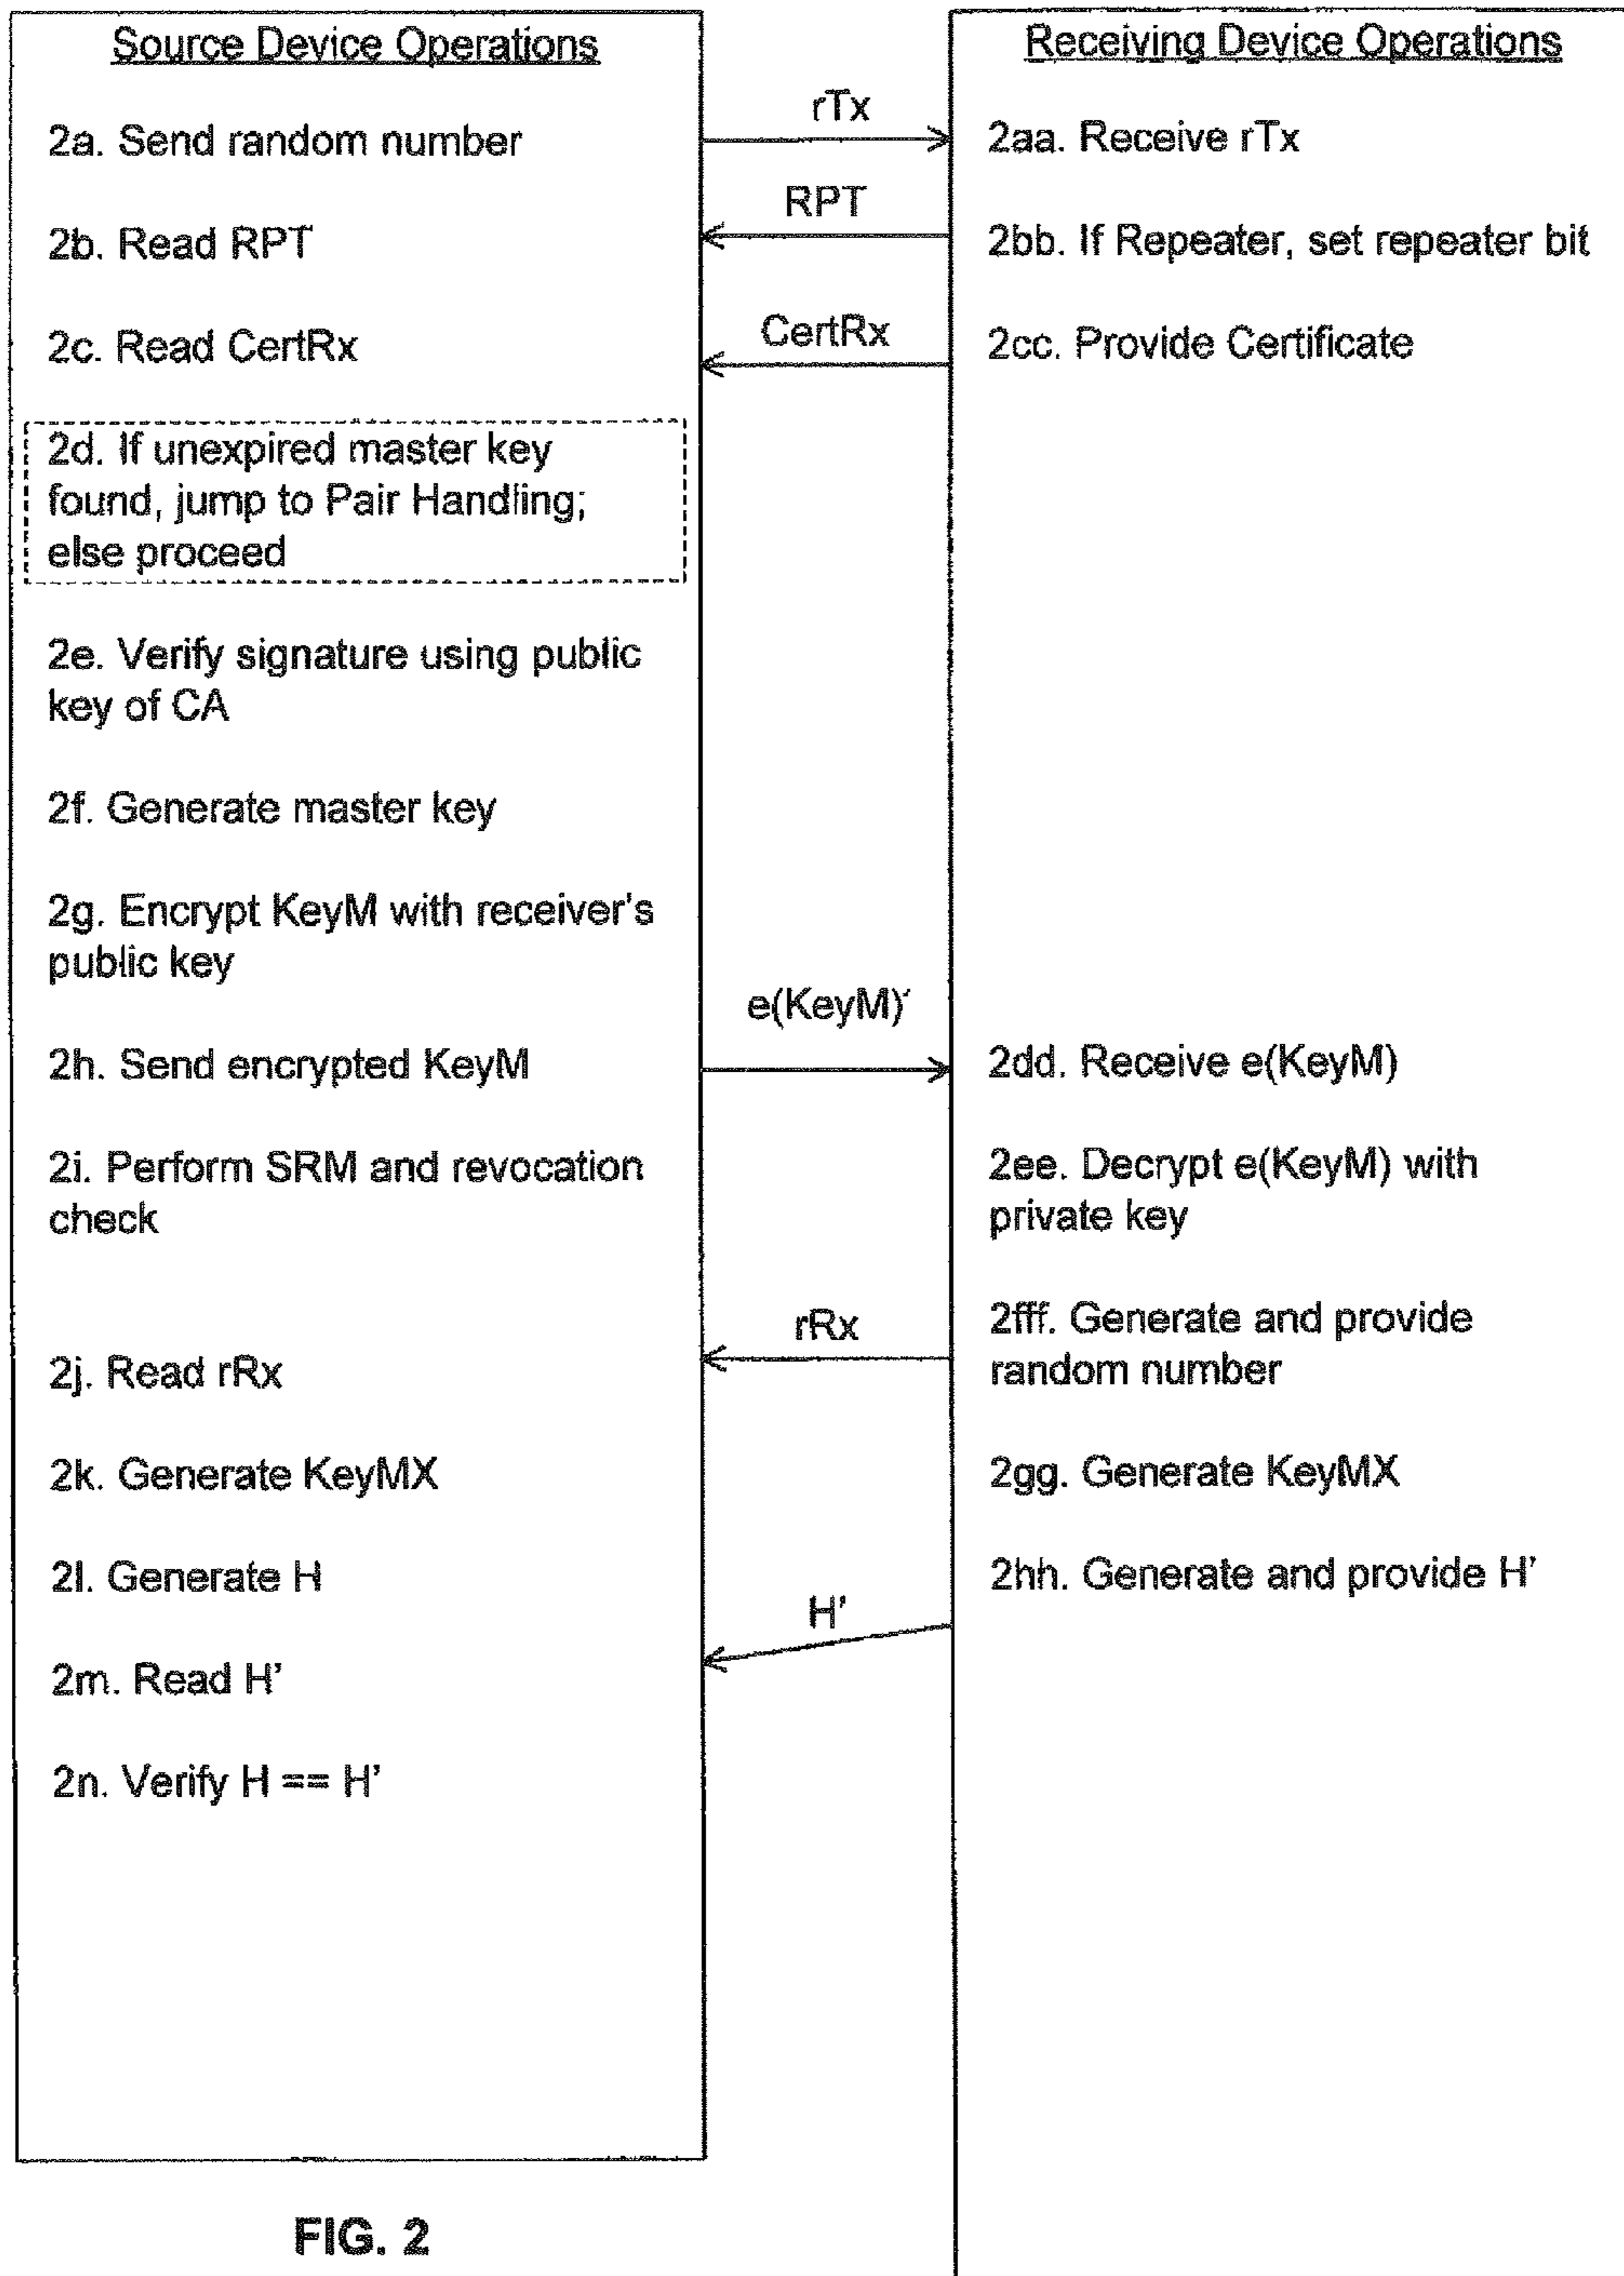 Source Device Operations
2a. Send random number
2b. Read RPT
2c. Read CertRx
2d. If unexpired master key
found, jump to Pair Handling;
else proceed
2e. Verify signature using public
key of CA
2f. Generate master key
2g. Encrypt KeyM with receiver's
public key
2h. Send encrypted KeyM
2i. Perform SRM and revocation
check
2j. Read rRx
2k. Generate KeyMX
2l. Generate H
2m. Read H'
2n. Verify H == H'
rTx
RPT
CertRx
e(KeyM)'
rRx
H'
Receiving Device Operations
2aa. Receive rTx
2bb. If Repeater, set repeater bit
2cc. Provide Certificate
2dd. Receive e(KeyM)
2ee. Decrypt e(KeyM) with
private key
2fff. Generate and provide
random number
2gg. Generate KeyMX
2hh. Generate and provide H'
FIG. 2